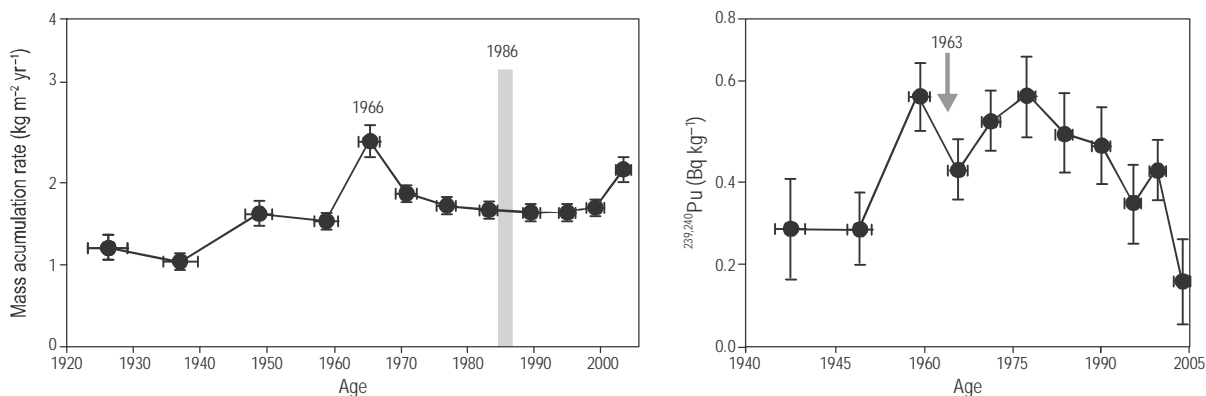 4
3
2
1
0
Mass acumulation rate (kg m⁻² yr⁻¹)
1966
1986
1920 1930 1940 1950 1960 1970 1980 1990 2000
Age
0.8
0.6
0.4
0.2
0.0
239,240Pu (Bq kg⁻¹)
1963
1940 1945 1960 1975 1990 2005
Age